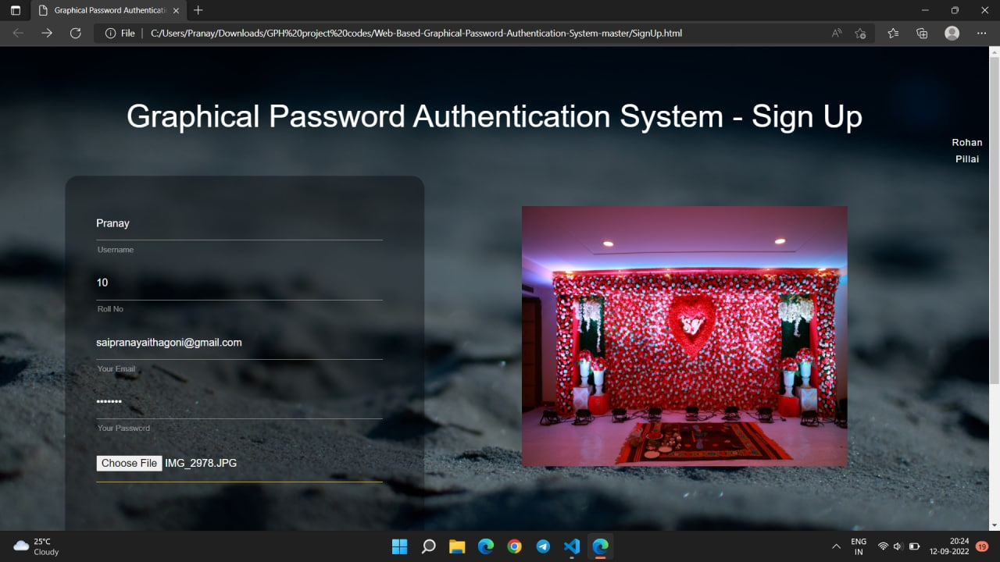 Graphical Password Authenticati
File
C:/Users/Pranay/Downloads/GPH%20project%20codes/Web-Based-Graphical-Password-Authentication-System-master/SignUp.html
Graphical Password Authentication System - Sign Up
Rohan
Pillai
Pranay
Username
10
Roll No
saipranayaithagoni@gmail.com
Your Email
•••••••
Your Password
Choose File IMG_2978.JPG
25°C
Cloudy
ENG
IN
20:24
12-09-2022
19